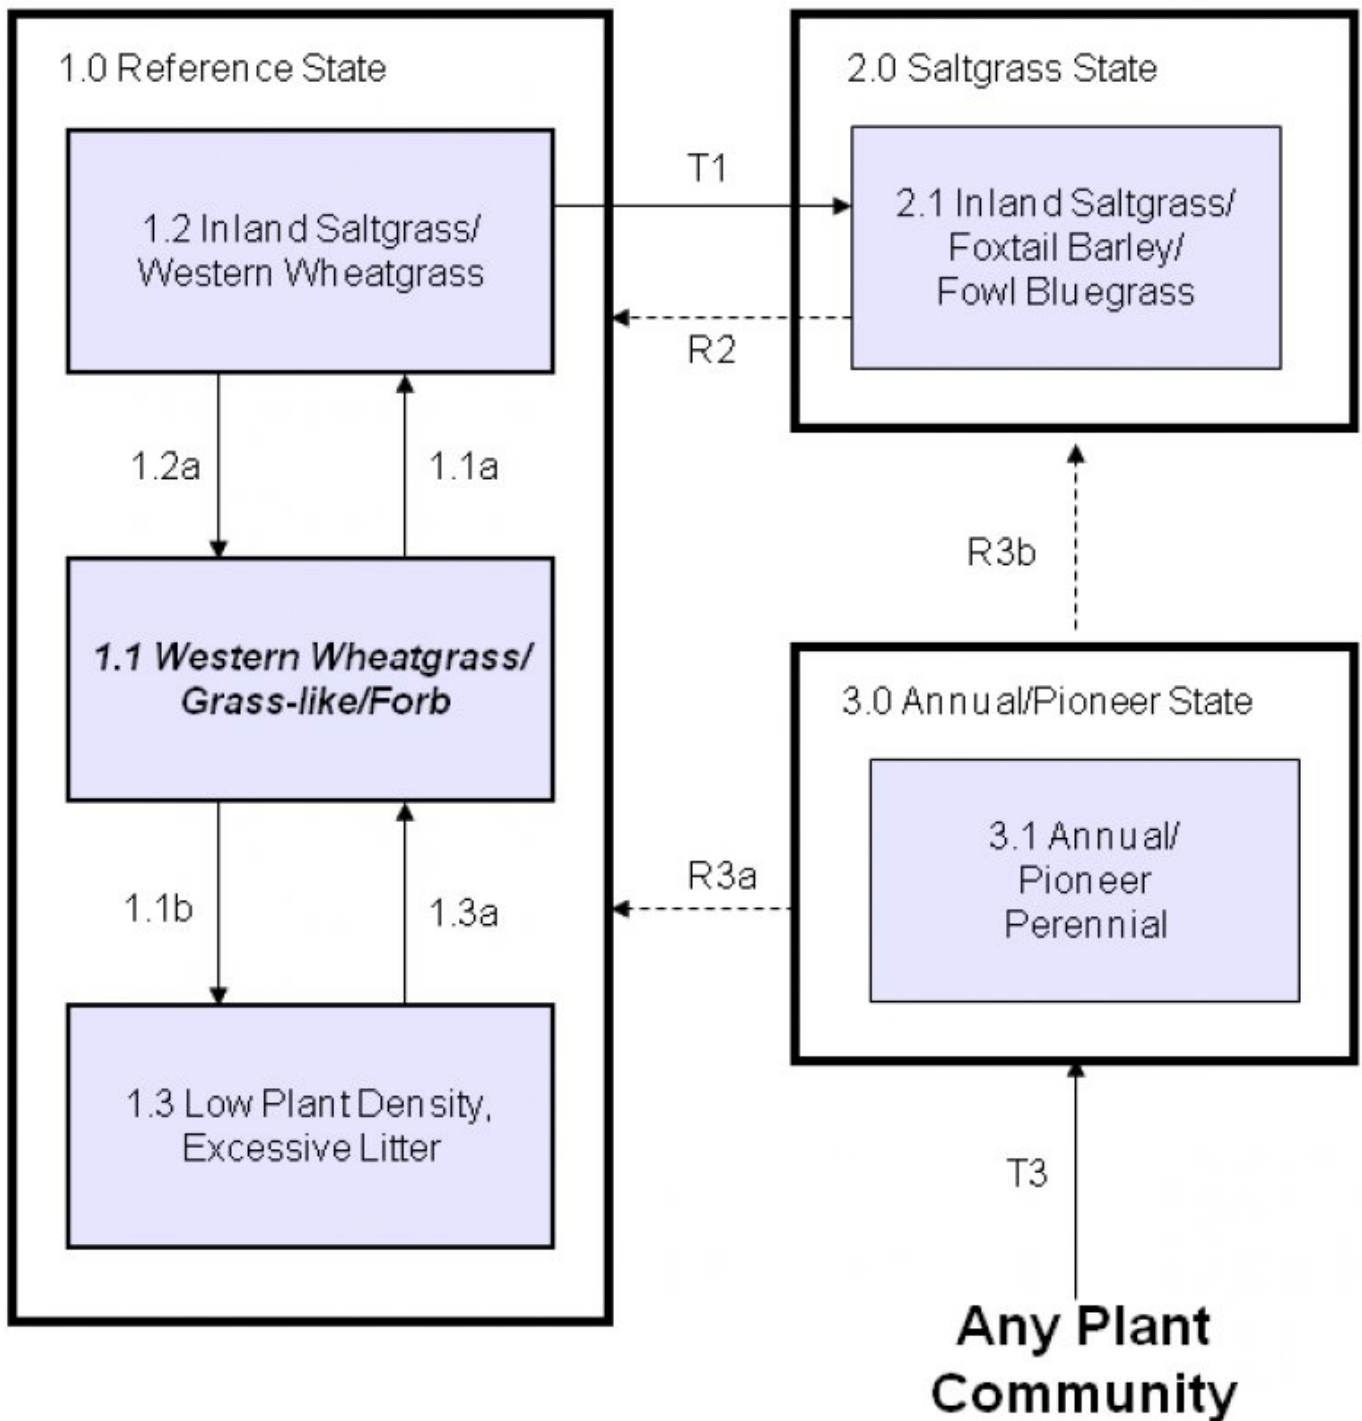 1.0 Reference State
1.2 Inland Saltgrass/
Western Wheatgrass
1.2a
1.1a
1.1 Western Wheatgrass/
Grass-like/Forb
1.1b
1.3a
1.3 Low Plant Density,
Excessive Litter
T1
R2
2.0 Saltgrass State
2.1 Inland Saltgrass/
Foxtail Barley/
Fowl Bluegrass
R3b
R3a
3.0 Annual/Pioneer State
3.1 Annual/
Pioneer
Perennial
T3
Any Plant
Community